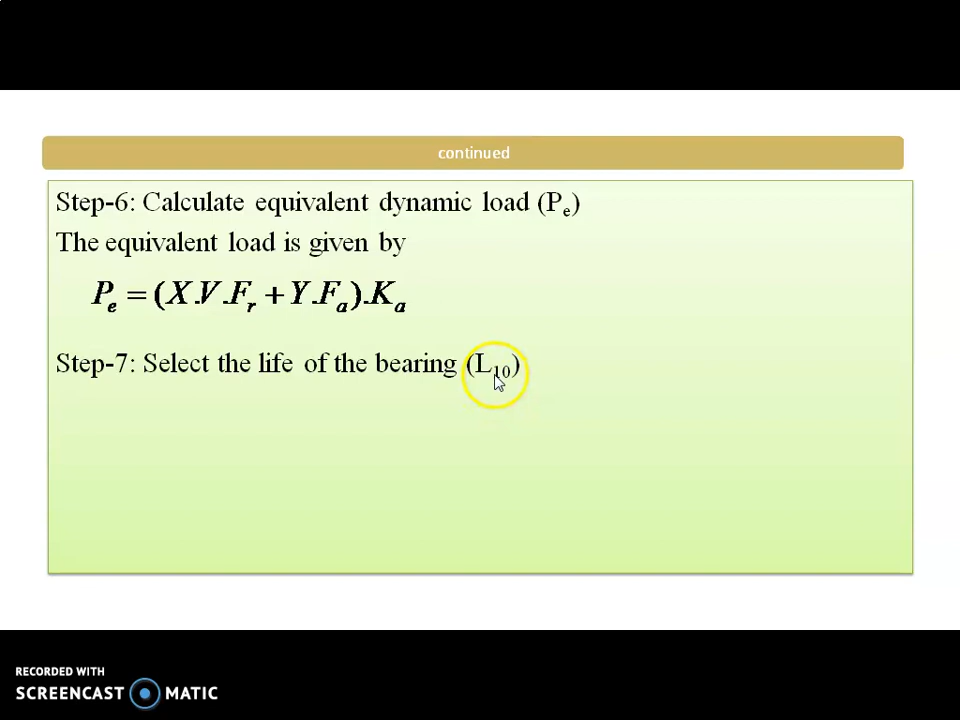 continued
Step-6: Calculate equivalent dynamic load (Pₑ)
The equivalent load is given by
Pₑ = (X.V.Fᵣ + Y.Fₐ).Kₐ
Step-7: Select the life of the bearing (L₁₀)
RECORDED WITH
SCREENCAST MATIC